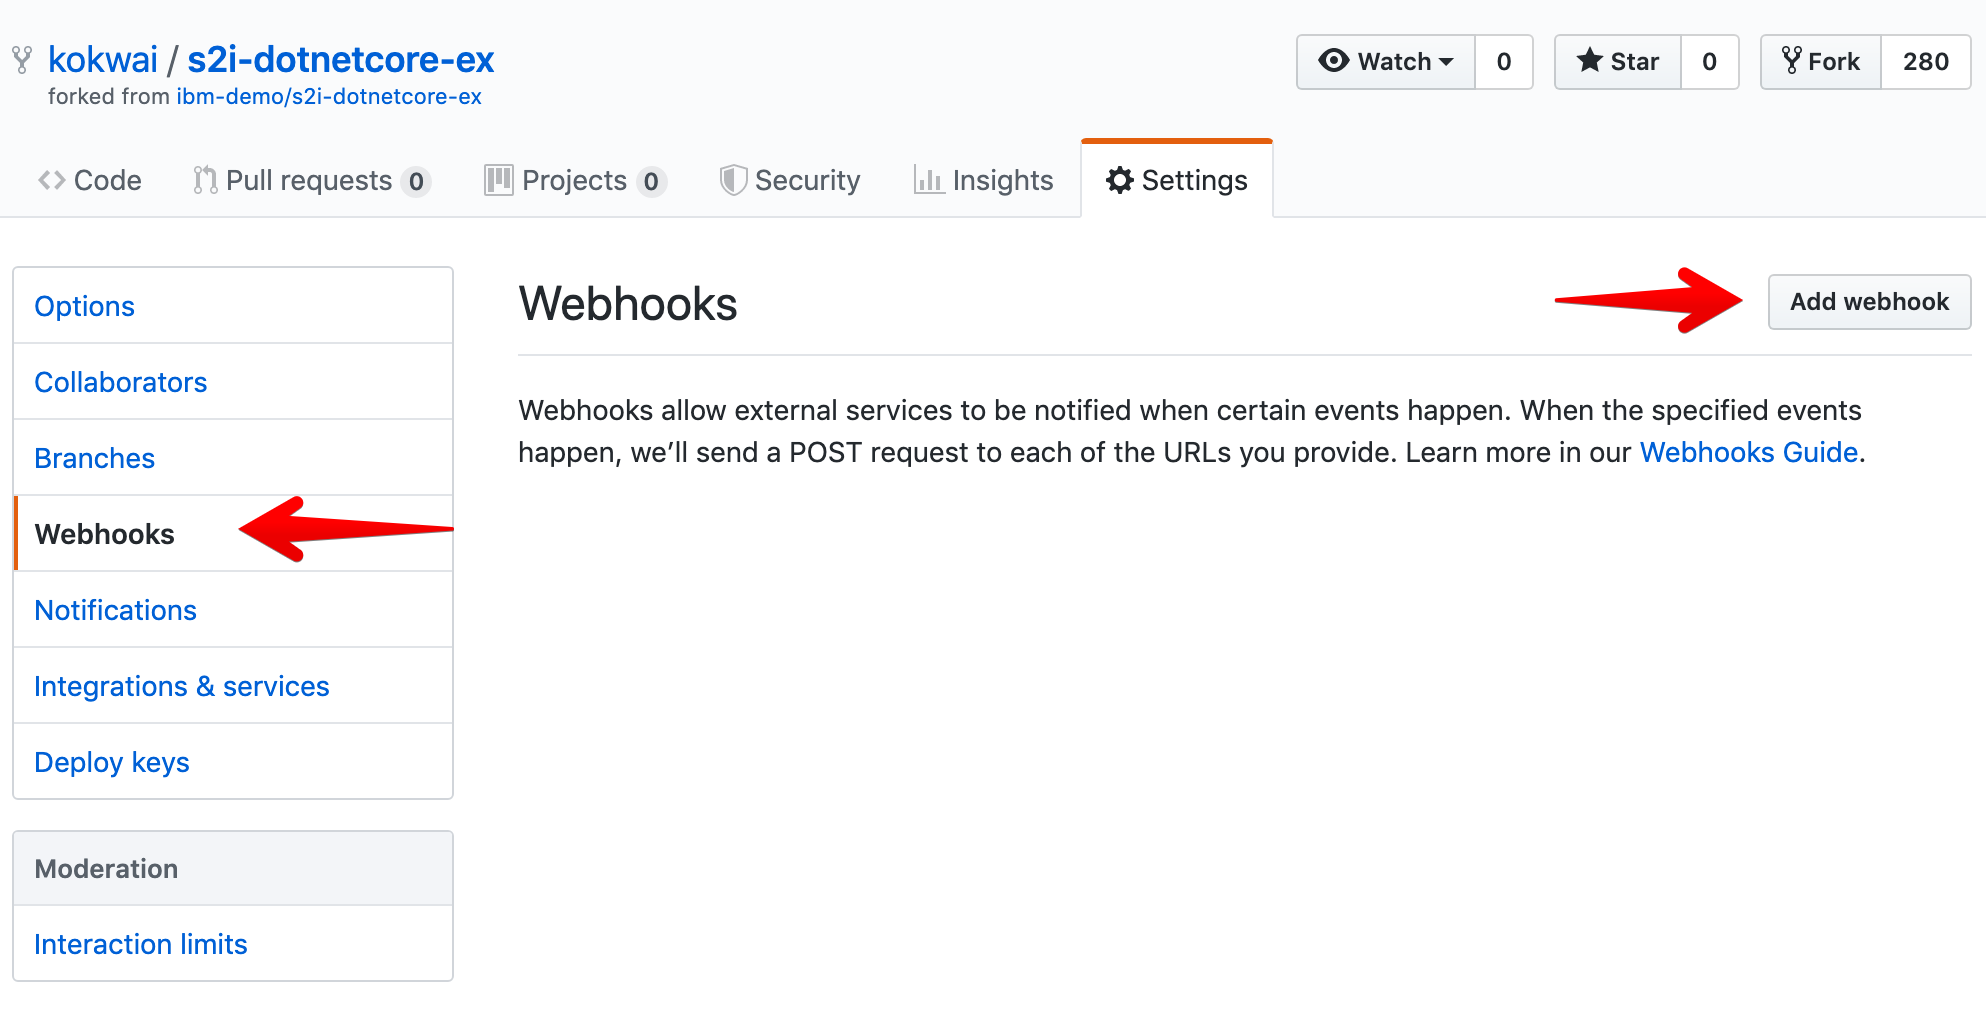 kokwai / s2i-dotnetcore-ex
forked from ibm-demo/s2i-dotnetcore-ex
Watch 0 Star 0 Fork 280
Code Pull requests 0 Projects 0 Security Insights Settings
Options
Collaborators
Branches
Webhooks
Notifications
Integrations & services
Deploy keys
Moderation
Interaction limits
Webhooks
Add webhook
Webhooks allow external services to be notified when certain events happen. When the specified events
happen, we’ll send a POST request to each of the URLs you provide. Learn more in our Webhooks Guide.